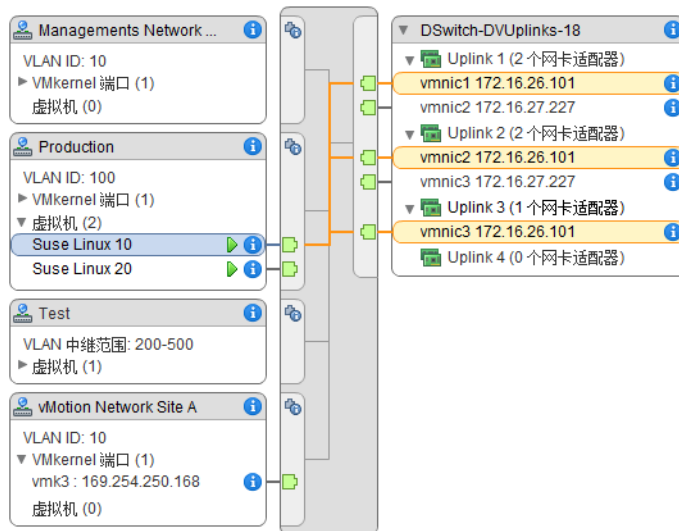 Managements Network ...
VLAN ID: 10
VMkernel 端口 (1)
虚拟机 (0)
Production
VLAN ID: 100
VMkernel 端口 (1)
虚拟机 (2)
Suse Linux 10
Suse Linux 20
Test
VLAN 中继范围: 200-500
虚拟机 (1)
vMotion Network Site A
VLAN ID: 10
VMkernel 端口 (1)
vmk3 : 169.254.250.168
虚拟机 (0)
DSwitch-DVUplinks-18
Uplink 1 (2 个网卡适配器)
vmnic1 172.16.26.101
vmnic2 172.16.27.227
Uplink 2 (2 个网卡适配器)
vmnic2 172.16.26.101
vmnic3 172.16.27.227
Uplink 3 (1 个网卡适配器)
vmnic3 172.16.26.101
Uplink 4 (0 个网卡适配器)